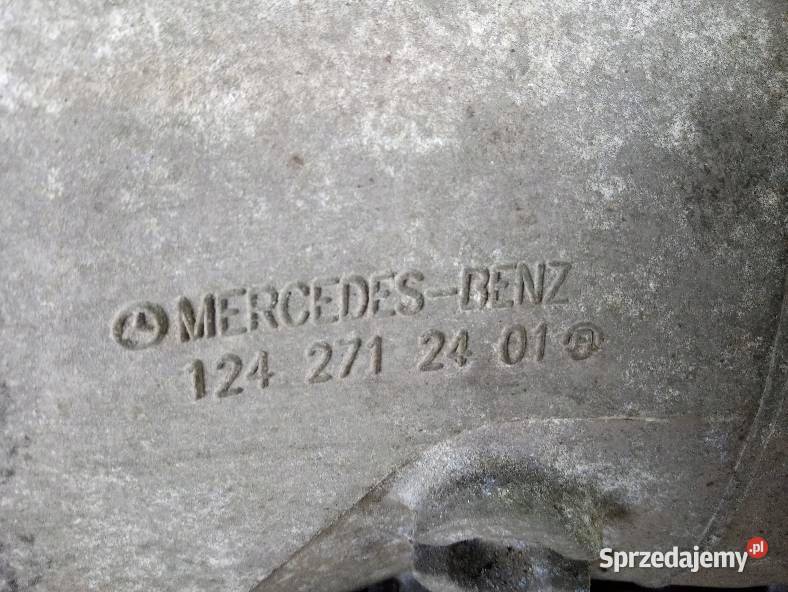 MERCEDES-BENZ
124 271 24 01
Sprzedajemy.pl